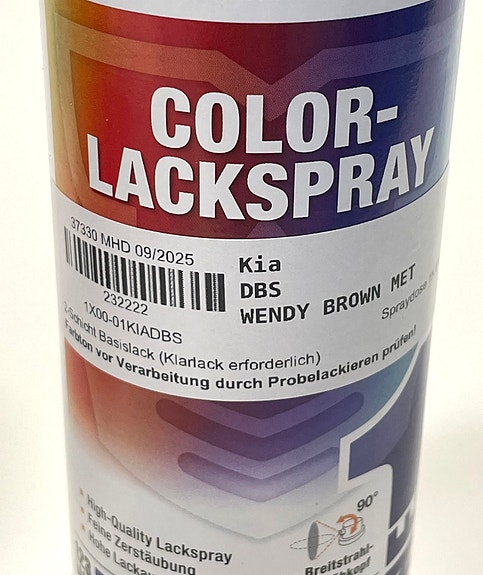 COLOR-
LACKSPRAY
37330 MHD 09/2025
232222
1X00-01KIADBS
Kia
DBS
WENDY BROWN MET
Spraydose
2-Schicht Basislack (Klarlack erforderlich)
Farbton vor Verarbeitung durch Probelackieren prüfen!
• High-Quality Lackspray
• Feine Zerstäubung
• Hohe
90°
Breitstrahl-